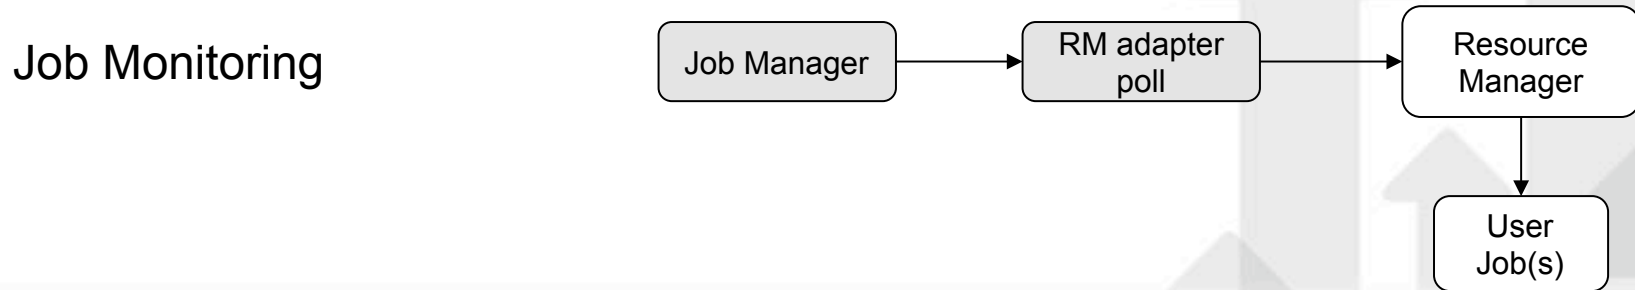 Job Monitoring
Job Manager
RM adapter
poll
Resource
Manager
User
Job(s)